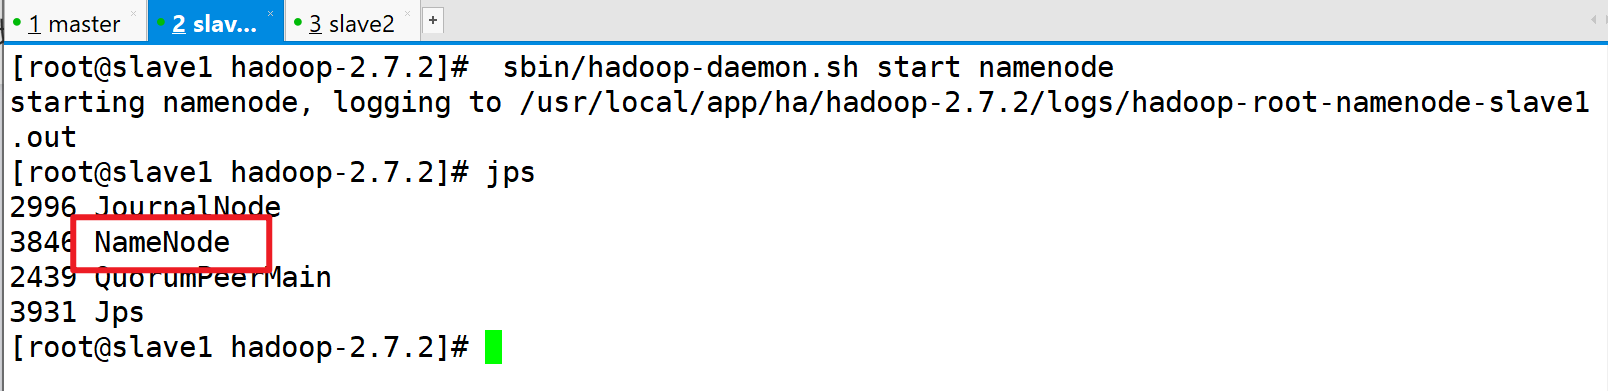 1 master 2 slav... 3 slave2 +
[root@slave1 hadoop-2.7.2]#  sbin/hadoop-daemon.sh start namenode
starting namenode, logging to /usr/local/app/ha/hadoop-2.7.2/logs/hadoop-root-namenode-slave1
.out
[root@slave1 hadoop-2.7.2]# jps
2996 JournalNode
3846 NameNode
2439 QuorumPeerMain
3931 Jps
[root@slave1 hadoop-2.7.2]#